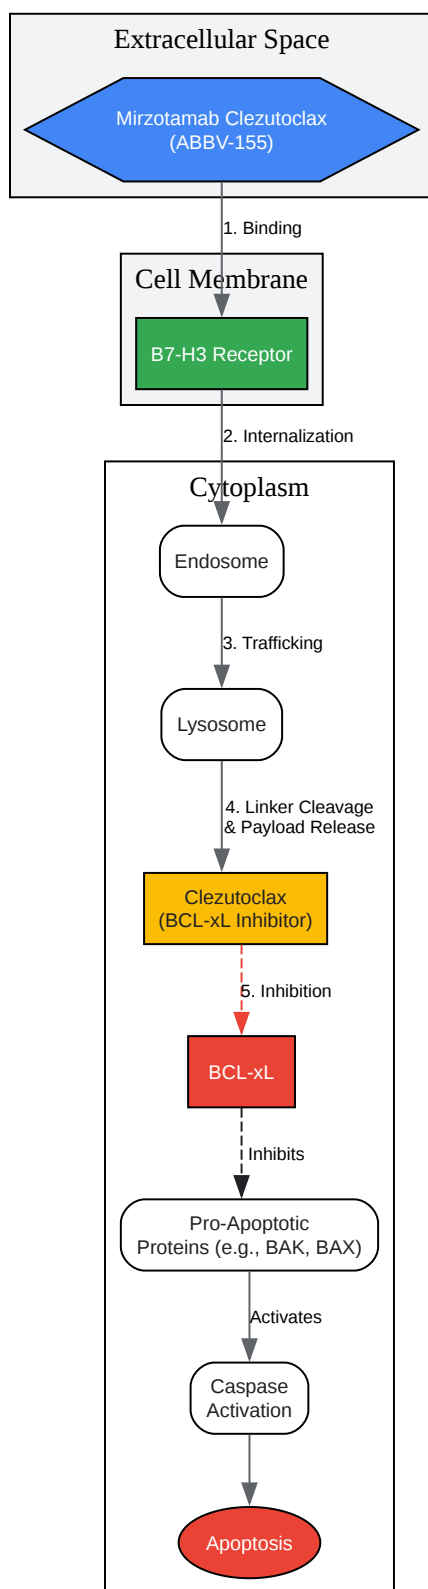 Extracellular Space
Mirzotamab Clezutoclax
(ABBV-155)
1. Binding
Cell Membrane
B7-H3 Receptor
2. Internalization
Cytoplasm
Endosome
3. Trafficking
Lysosome
4. Linker Cleavage
& Payload Release
Clezutoclax
(BCL-xL Inhibitor)
5. Inhibition
BCL-xL
Inhibits
Pro-Apoptotic
Proteins (e.g., BAK, BAX)
Activates
Caspase
Activation
Apoptosis